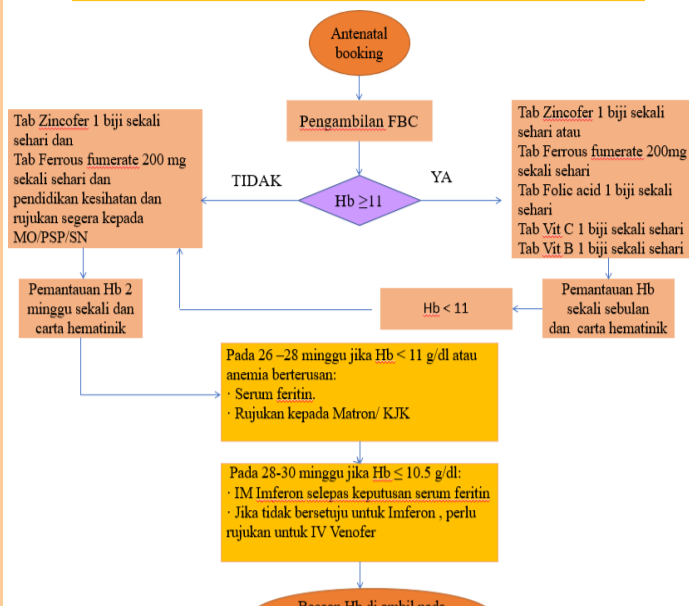 Antenatal
booking
Pengambilan FBC
Hb ≥11
TIDAK
YA
Tab Zincofer 1 biji sekali
sehari dan
Tab Ferrous fumerate 200 mg
sekali sehari dan
pendidikan kesihatan dan
rujukan segera kepada
MO/PSP/SN
Tab Zincofer 1 biji sekali
sehari atau
Tab Ferrous fumerate 200mg
sekali sehari
Tab Folic acid 1 biji sekali
sehari
Tab Vit C 1 biji sekali sehari
Tab Vit B 1 biji sekali sehari
Pemantauan Hb 2
minggu sekali dan
carta hematinik
Hb < 11
Pemantauan Hb
sekali sebulan
dan carta hematinik
Pada 26 –28 minggu jika Hb < 11 g/dl atau
anemia berterusan:
· Serum feritin.
· Rujukan kepada Matron/ KJK
Pada 28-30 minggu jika Hb ≤ 10.5 g/dl:
· IM Imferon selepas keputusan serum feritin
· Jika tidak bersetuju untuk Imferon , perlu
rujukan untuk IV Venofer
Bacaan Hb di ambil pada